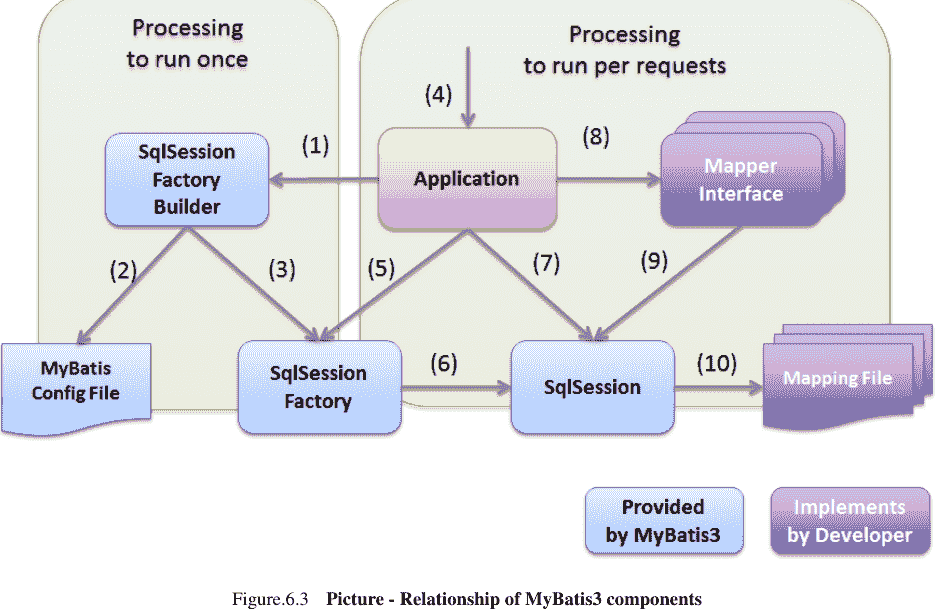 Processing
to run once
Processing
to run per requests
(4)
(1)
(8)
SqlSession
Factory
Builder
Application
Mapper
Interface
(2)
(3)
(5)
(7)
(9)
MyBatis
Config File
SqlSession
Factory
(6)
SqlSession
(10)
Mapping File
Provided
by MyBatis3
Implements
by Developer
Figure.6.3 Picture - Relationship of MyBatis3 components